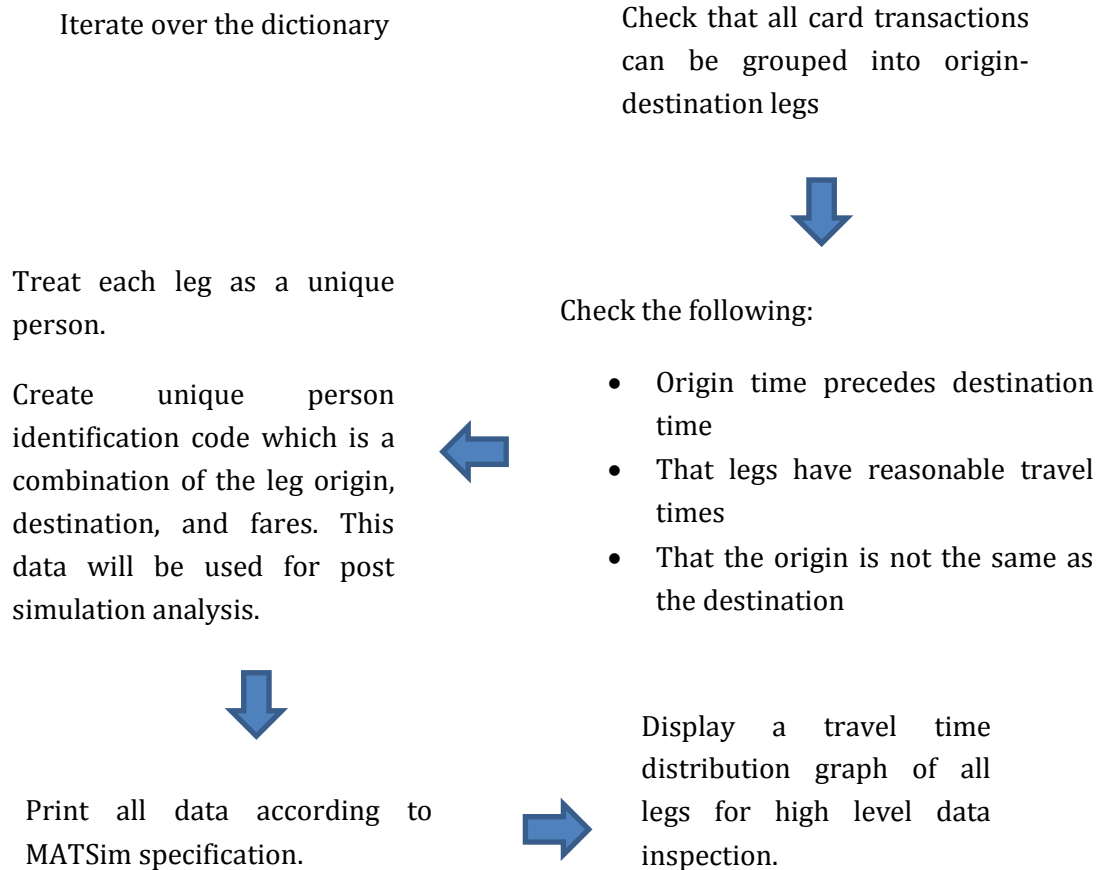 Iterate over the dictionary
Check that all card transactions
can be grouped into origin-
destination legs
Check the following:
• Origin time precedes destination
time
• That legs have reasonable travel
times
• That the origin is not the same as
the destination
Treat each leg as a unique
person.
Create unique person
identification code which is a
combination of the leg origin,
destination, and fares. This
data will be used for post
simulation analysis.
Print all data according to
MATSim specification.
Display a travel time
distribution graph of all
legs for high level data
inspection.